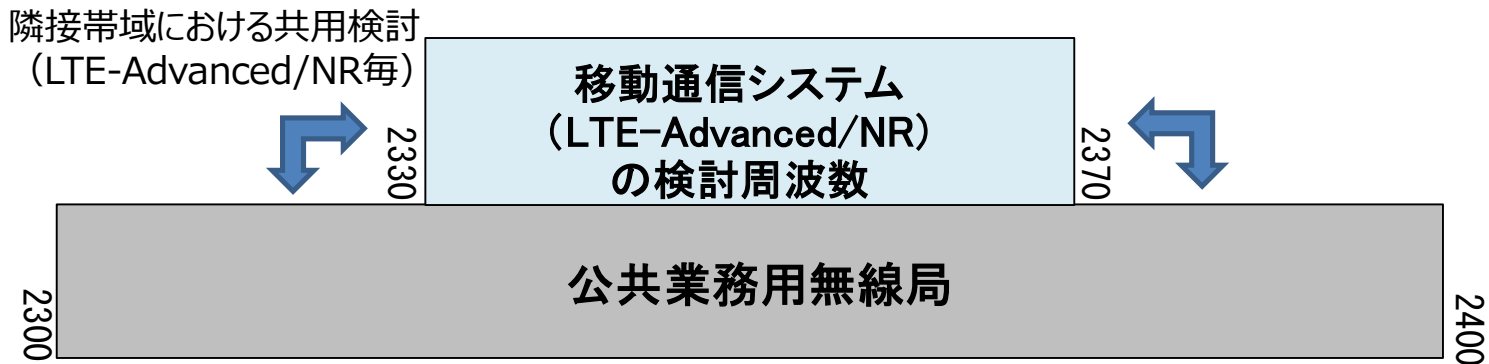 隣接帯域における共用検討
（LTE-Advanced/NR毎）
移動通信システム
（LTE-Advanced/NR）
の検討周波数
2330
2370
公共業務用無線局
2300
2400